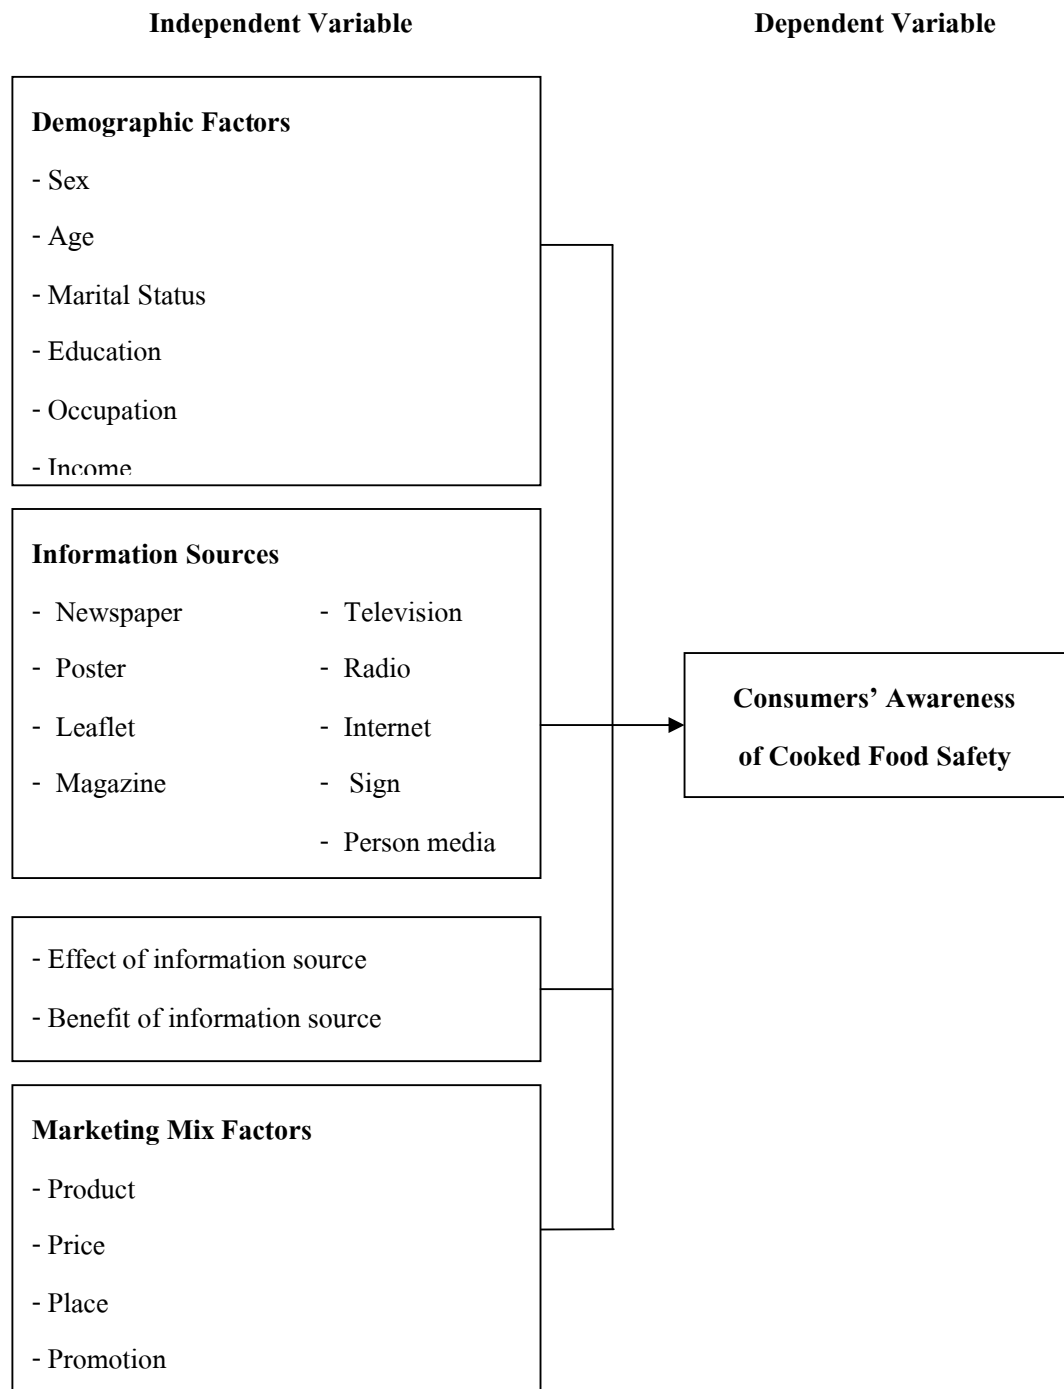 Independent Variable
Dependent Variable
Demographic Factors
- Sex
- Age
- Marital Status
- Education
- Occupation
- Income
Information Sources
- Newspaper
- Poster
- Leaflet
- Magazine
- Television
- Radio
- Internet
- Sign
- Person media
- Effect of information source
- Benefit of information source
Marketing Mix Factors
- Product
- Price
- Place
- Promotion
Consumers’ Awareness
of Cooked Food Safety